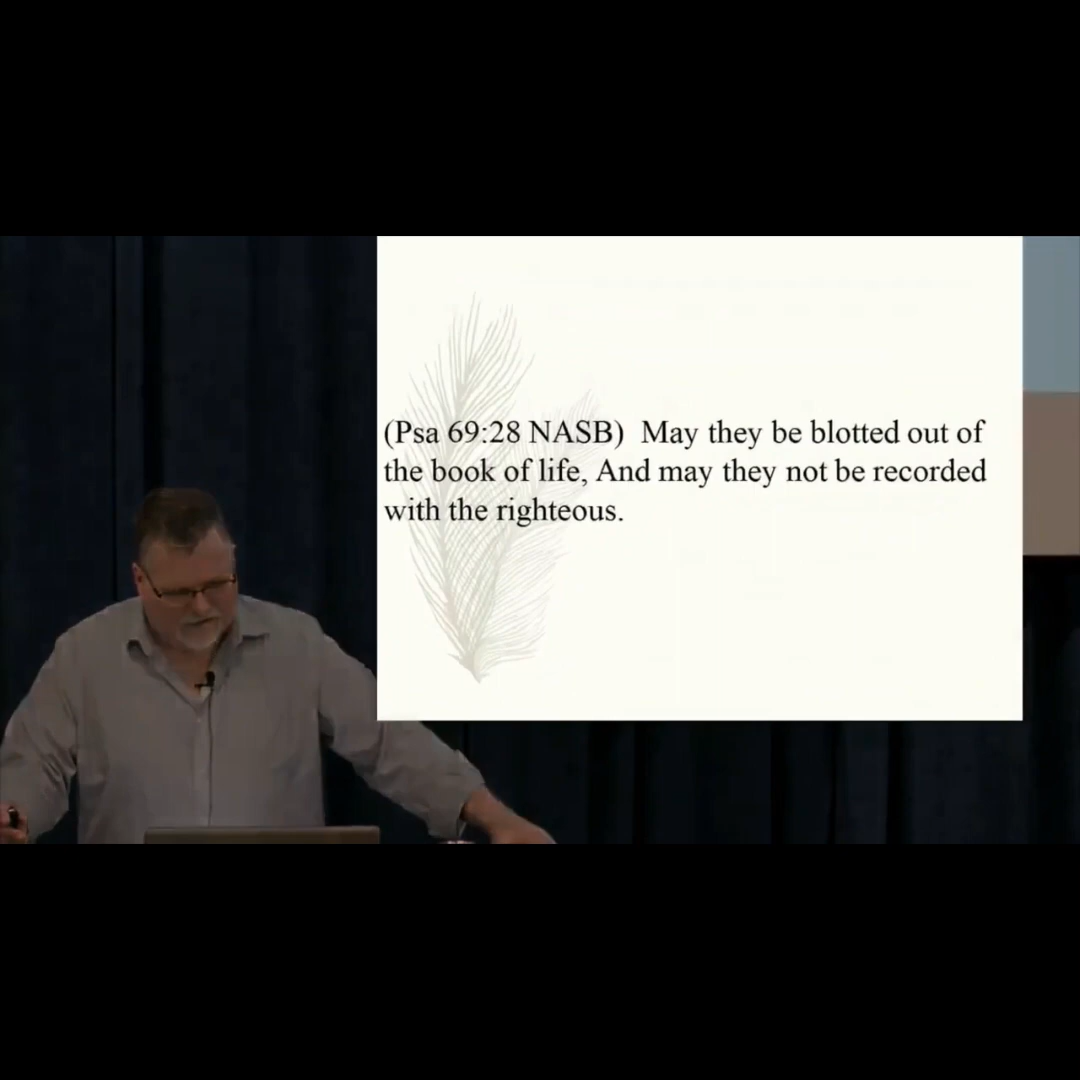 (Psa 69:28 NASB)  May they be blotted out of
the book of life, And may they not be recorded
with the righteous.